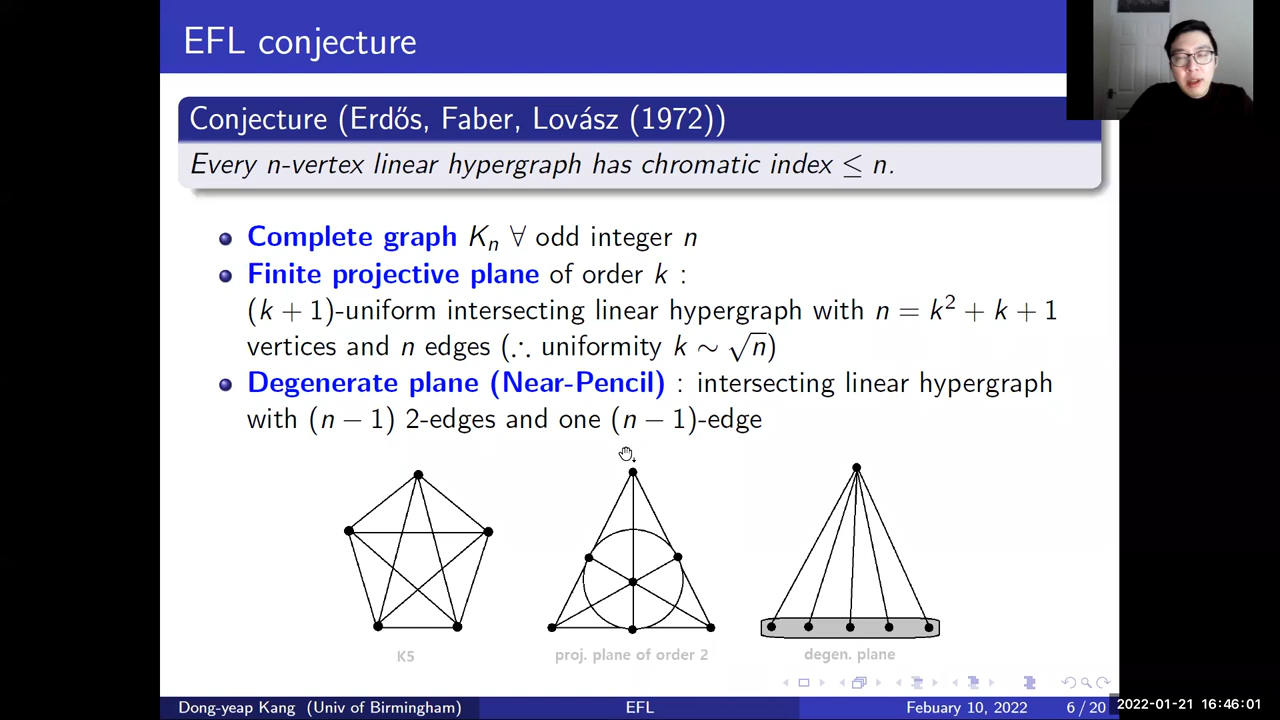 EFL conjecture
Conjecture (Erdős, Faber, Lovász (1972))
Every n-vertex linear hypergraph has chromatic index ≤ n.
Complete graph Kₙ ∀ odd integer n
Finite projective plane of order k :
(k + 1)-uniform intersecting linear hypergraph with n = k² + k + 1
vertices and n edges (∴ uniformity k ∼ √n)
Degenerate plane (Near-Pencil) : intersecting linear hypergraph
with (n − 1) 2-edges and one (n − 1)-edge
K5
proj. plane of order 2
degen. plane
Dong-yeap Kang (Univ of Birmingham)
EFL
Febuary 10, 2022
6 / 20
2022-01-21 16:46:01